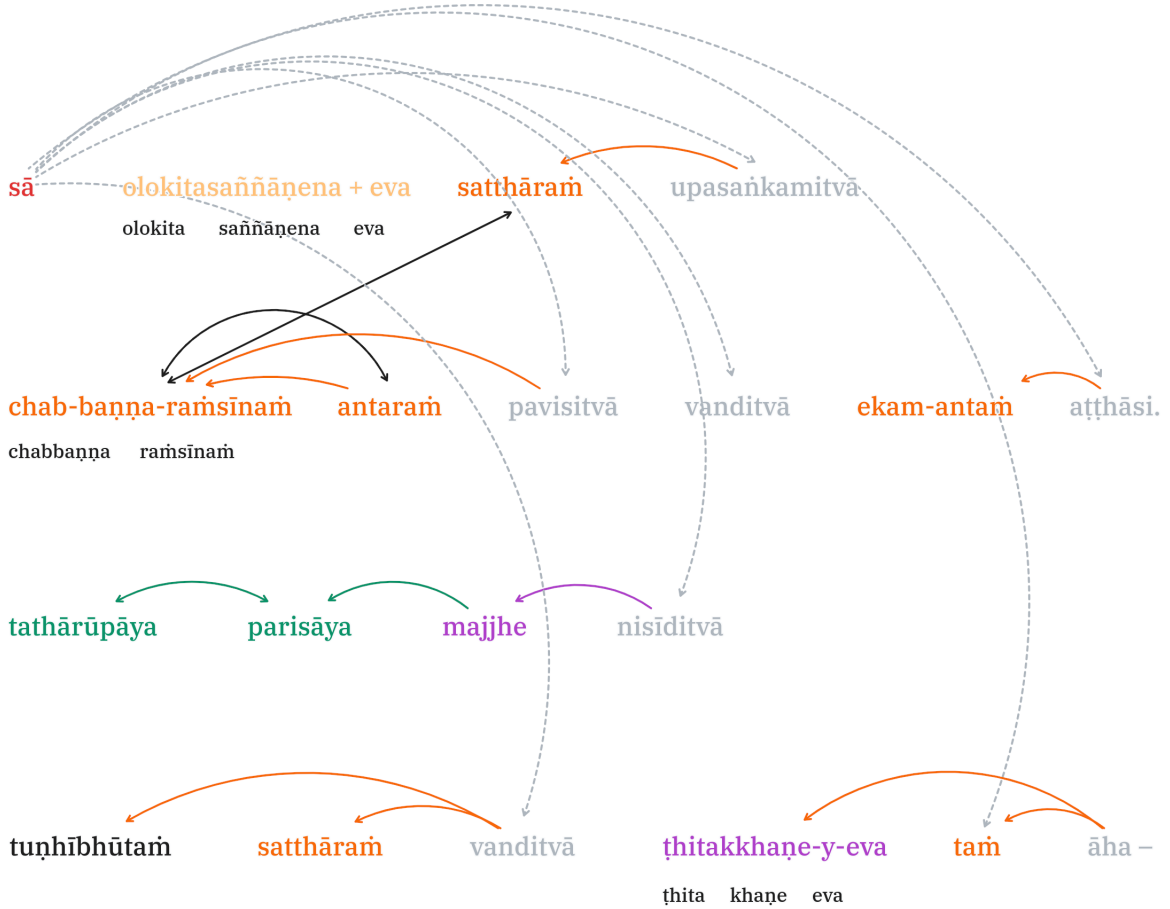 sā olokitasaññāṇena + eva satthāraṁ upasaṅkamitvā
olokita saññāṇena eva
chab-baṇṇa-raṁsīnaṁ antaraṁ pavisitvā vanditvā ekam-antaṁ aṭṭhāsi.
chabbaṇṇa raṁsīnaṁ
tathārūpāya parisāya majjhe nisīditvā
tuṇhībhūtaṁ satthāraṁ vanditvā ṭhitakkhaṇe-y-eva taṁ āha –
ṭhita khaṇe eva